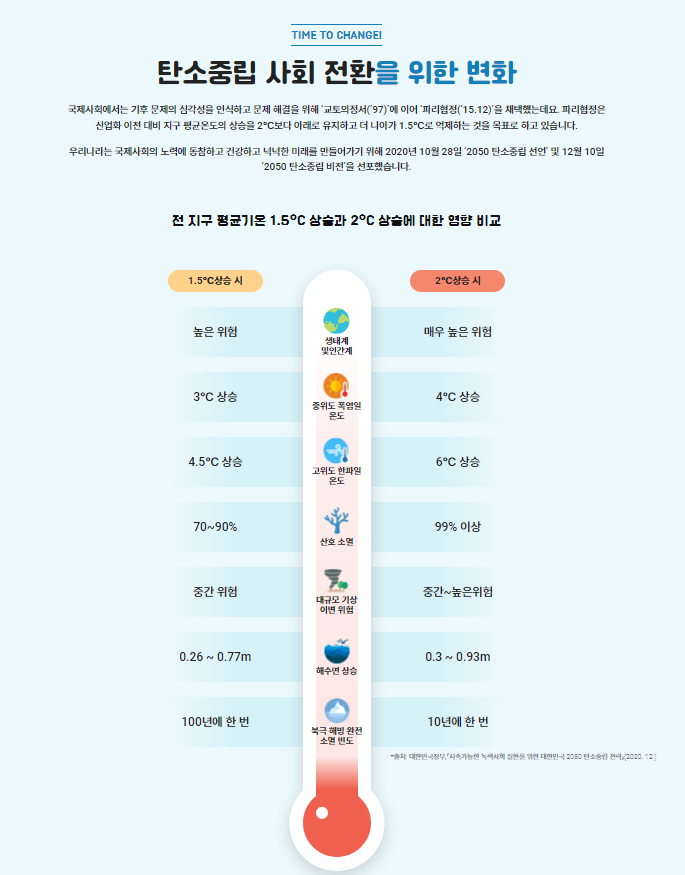 TIME TO CHANGE!
탄소중립 사회 전환을 위한 변화
국제사회에서는 기후 문제의 심각성을 인식하고 문제 해결을 위해 '교토의정서('97)'에 이어 '파리협정('15.12)'을 채택했는데요. 파리협정은
산업화 이전 대비 지구 평균온도의 상승을 2°C보다 아래로 유지하고 더 나아가 1.5°C로 억제하는 것을 목표로 하고 있습니다.
우리나라는 국제사회의 노력에 동참하고 건강하고 넉넉한 미래를 만들어가기 위해 2020년 10월 28일 '2050 탄소중립 선언' 및 12월 10일
'2050 탄소중립 비전'을 선포했습니다.
전 지구 평균기온 1.5°C 상승과 2°C 상승에 대한 영향 비교
1.5°C상승 시
2°C상승 시
높은 위험
생태계
및인간계
매우 높은 위험
3°C 상승
중위도 폭염일
온도
4°C 상승
4.5°C 상승
고위도 한파일
온도
6°C 상승
70~90%
산호 소멸
99% 이상
중간 위험
대규모 기상
이변 위험
중간~높은위험
0.26 ~ 0.77m
해수면 상승
0.3 ~ 0.93m
100년에 한 번
북극 해빙 완전
소멸 빈도
10년에 한 번
*출처: 대한민국정부,「지속가능한 녹색사회 실현을 위한 대한민국 2050 탄소중립 전략」(2020. 12.)